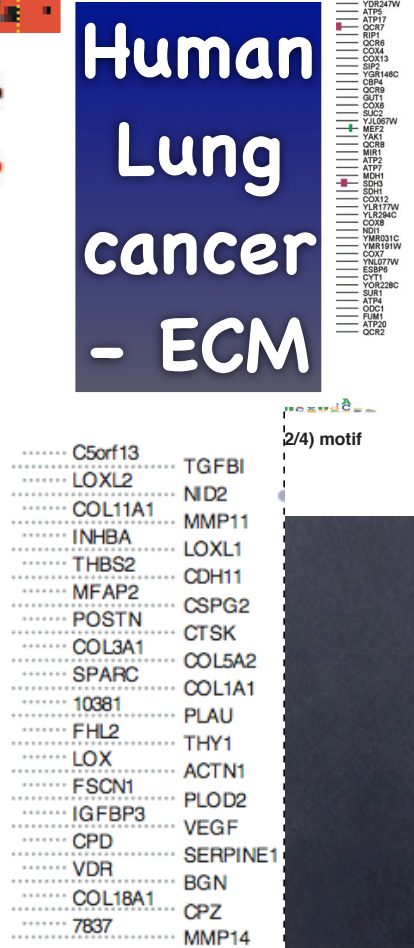 Human
Lung
cancer
- ECM
YDR247W
ATP5
ATP17
QCR7
RIP1
QCR6
COX4
COX13
SIP2
YGR146C
CBP4
QCR9
GUT1
COX6
SUC2
YJL067W
MEF2
YAK1
QCR8
MIR1
ATP2
ATP7
MDH1
SDH3
SDH1
COX12
YLR177W
YLR294C
COX8
NDI1
YMR031C
YMR191W
COX7
YNL077W
ESBP6
CYT1
YOR228C
SUR1
ATP4
ODC1
FUM1
ATP20
QCR2
2/4) motif
C5orf13
TGFBI
LOXL2
NID2
COL11A1
MMP11
INHBA
LOXL1
THBS2
CDH11
MFAP2
CSPG2
POSTN
CTSK
COL3A1
COL5A2
SPARC
COL1A1
10381
PLAU
FHL2
THY1
LOX
ACTN1
FSCN1
PLOD2
IGFBP3
VEGF
CPD
SERPINE1
VDR
BGN
COL18A1
CPZ
7837
MMP14